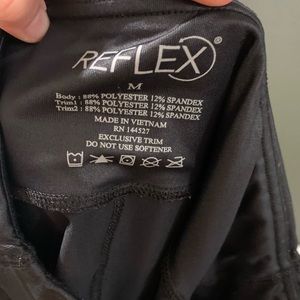 REFLEX
M
Body : 88% POLYESTER 12% SPANDEX
Trim1 : 88% POLYESTER 12% SPANDEX
Trim2 : 88% POLYESTER 12% SPANDEX
MADE IN VIETNAM
RN 144527
EXCLUSIVE TRIM
DO NOT USE SOFTENER